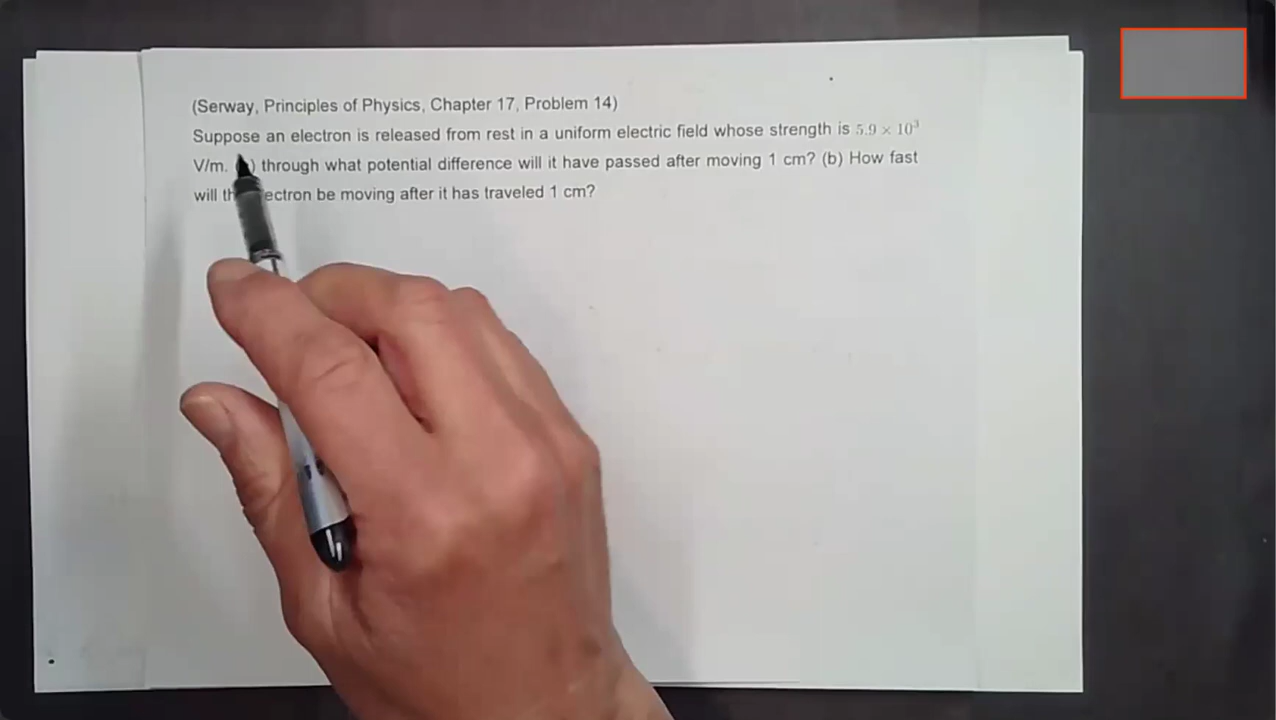 (Serway, Principles of Physics, Chapter 17, Problem 14)
Suppose an electron is released from rest in a uniform electric field whose strength is 5.9 × 10³
V/m. ) through what potential difference will it have passed after moving 1 cm? (b) How fast
will be moving after it has traveled 1 cm?